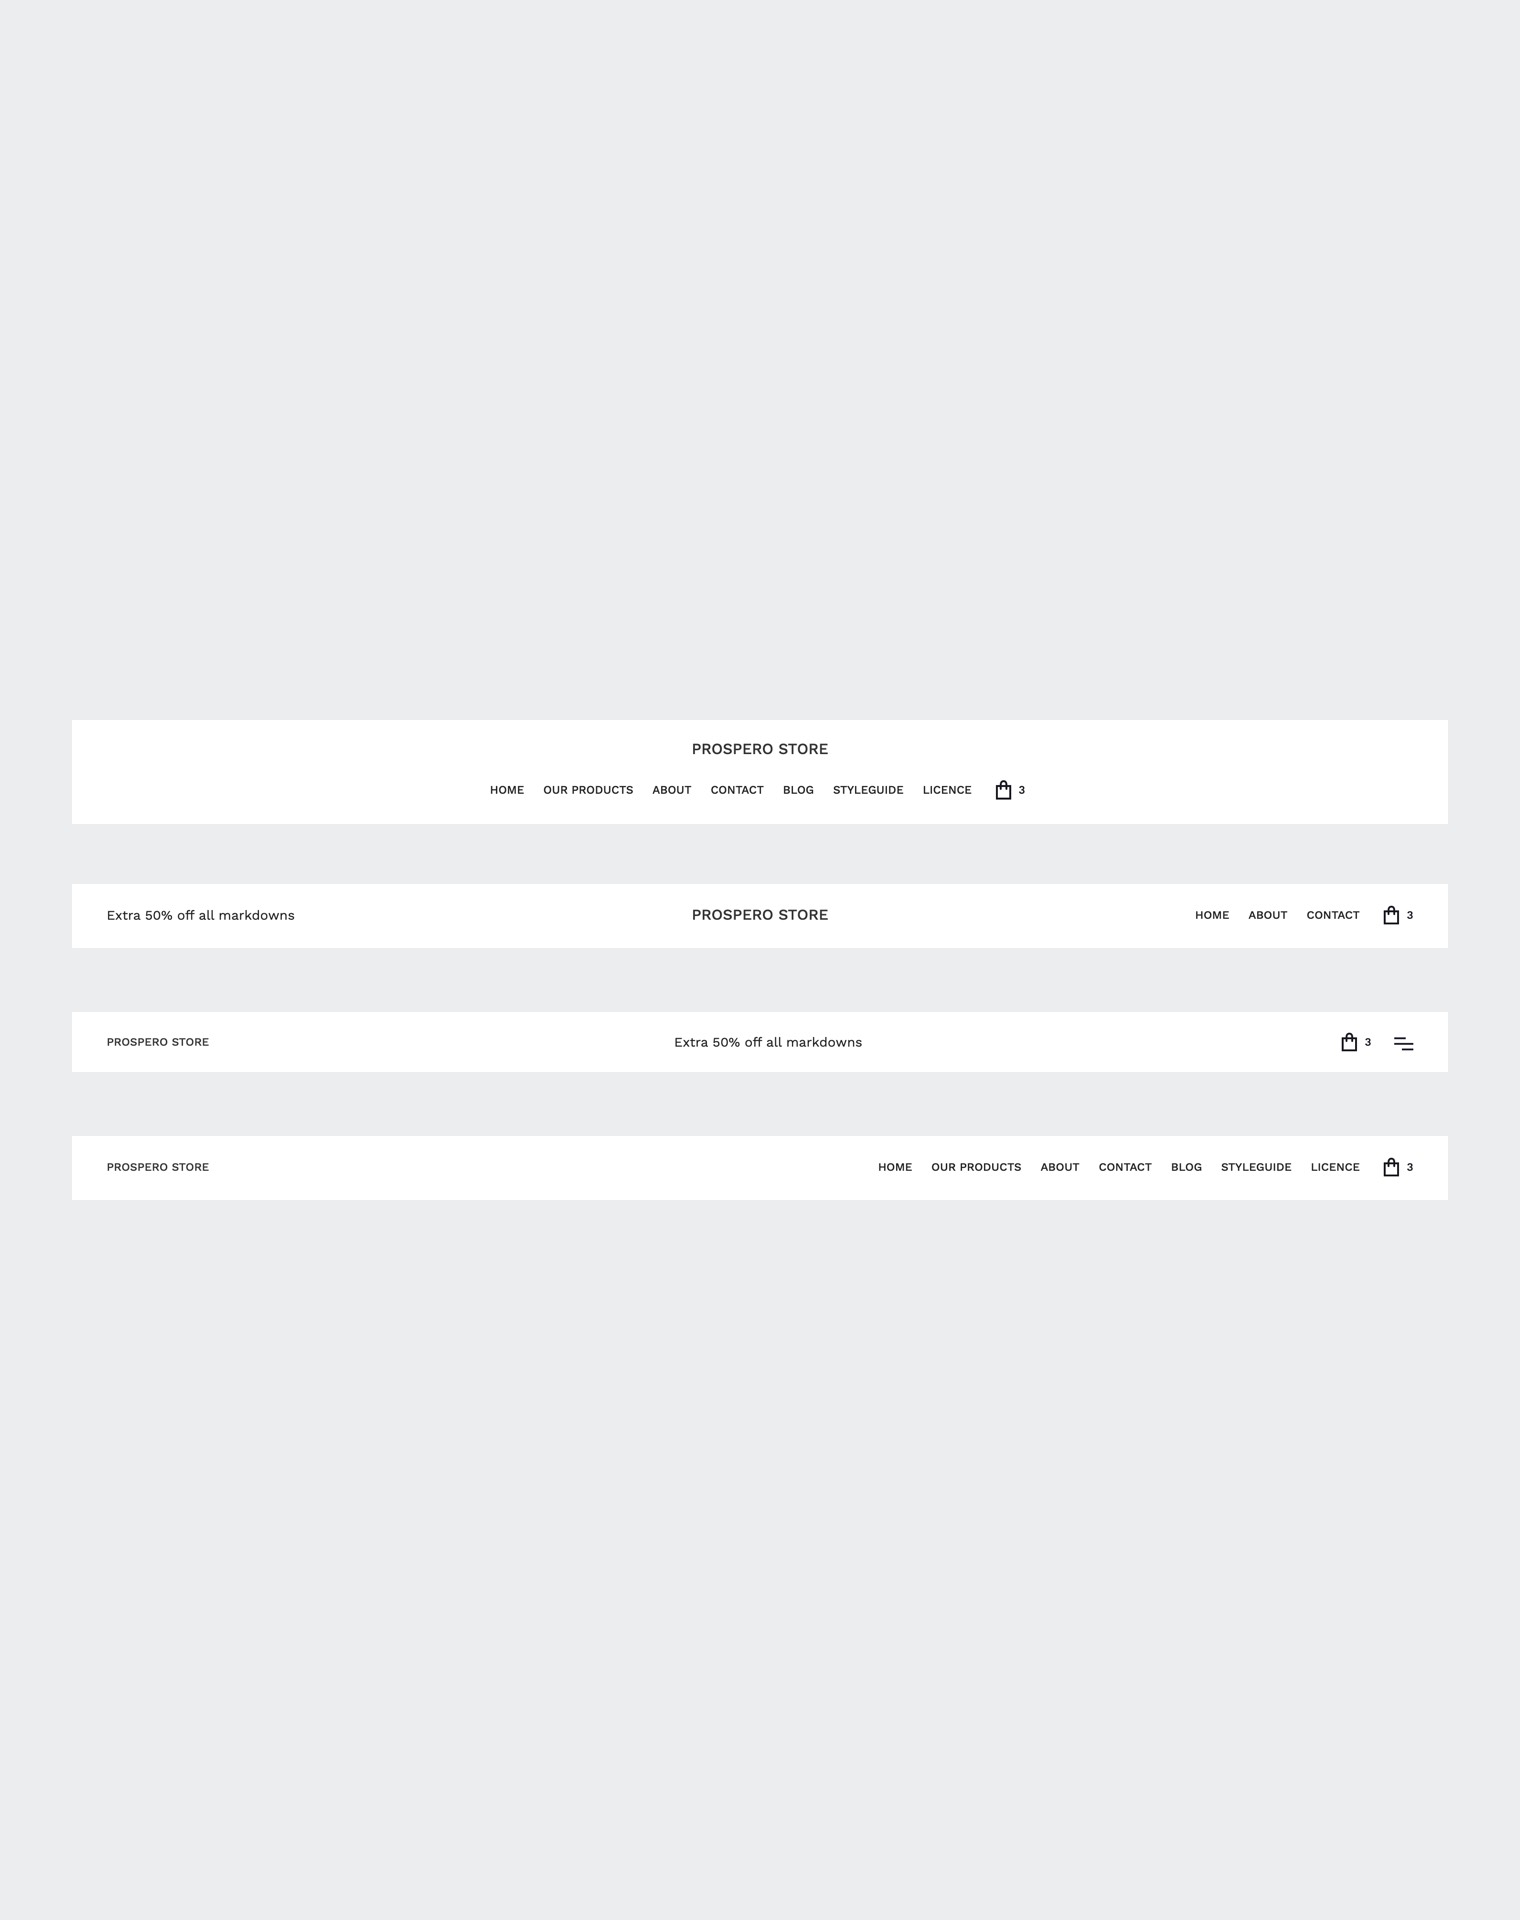 PROSPERO STORE
HOME OUR PRODUCTS ABOUT CONTACT BLOG STYLEGUIDE LICENCE 3
Extra 50% off all markdowns PROSPERO STORE HOME ABOUT CONTACT 3
PROSPERO STORE Extra 50% off all markdowns 3
PROSPERO STORE HOME OUR PRODUCTS ABOUT CONTACT BLOG STYLEGUIDE LICENCE 3